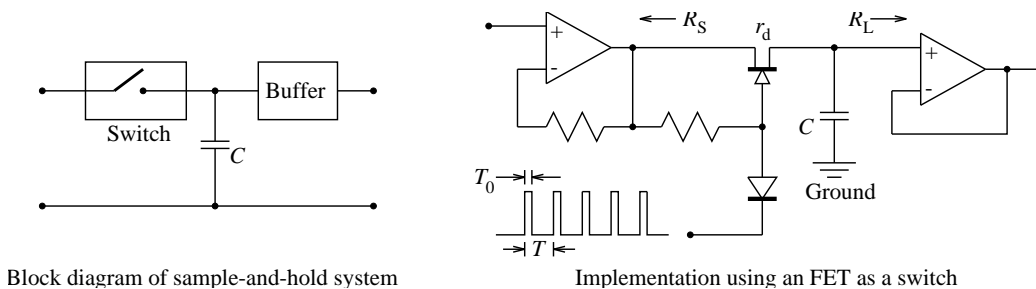 R_S r_d R_L
+
-
+
-
Buffer
Switch
C
C
T_0
Ground
T
Block diagram of sample-and-hold system
Implementation using an FET as a switch